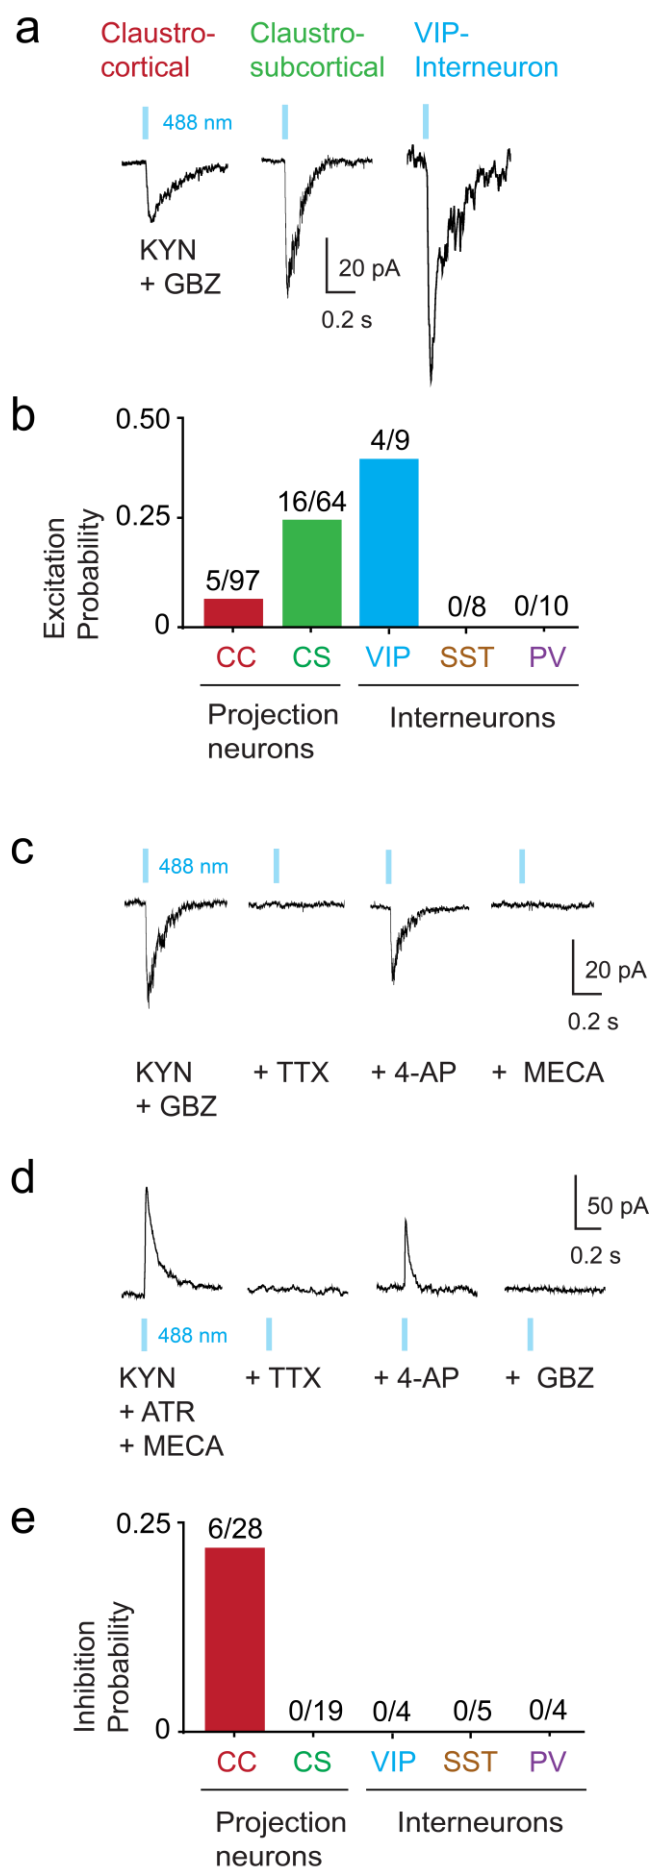 a
Claustro-
cortical
Claustro-
subcortical
VIP-
Interneuron
488 nm
KYN
+ GBZ
20 pA
0.2 s
b
Excitation
Probability
0.50
0.25
0
5/97
16/64
4/9
0/8
0/10
CC
CS
VIP
SST
PV
Projection
neurons
Interneurons
c
488 nm
20 pA
0.2 s
KYN
+ GBZ
+ TTX
+ 4-AP
+ MECA
d
50 pA
0.2 s
488 nm
KYN
+ ATR
+ MECA
+ TTX
+ 4-AP
+ GBZ
e
Inhibition
Probability
0.25
0
6/28
0/19
0/4
0/5
0/4
CC
CS
VIP
SST
PV
Projection
neurons
Interneurons